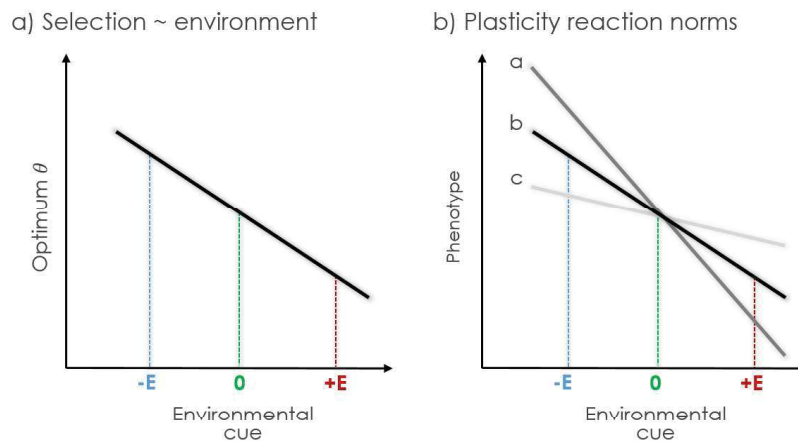 a) Selection ~ environment
Optimum θ
-E
0
+E
Environmental
cue
b) Plasticity reaction norms
a
b
c
Phenotype
-E
0
+E
Environmental
cue